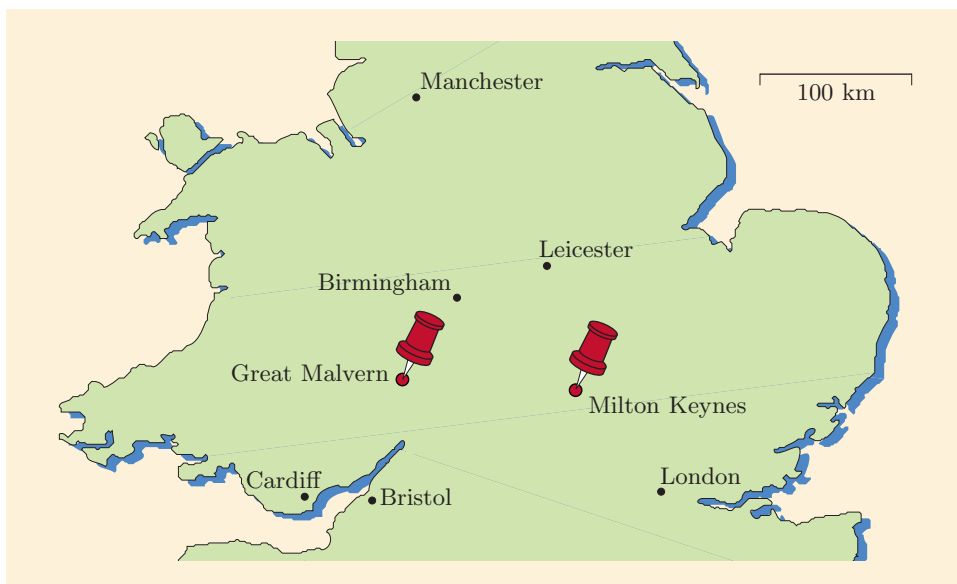 Manchester
100 km
Leicester
Birmingham
Great Malvern
Milton Keynes
London
Cardiff
Bristol